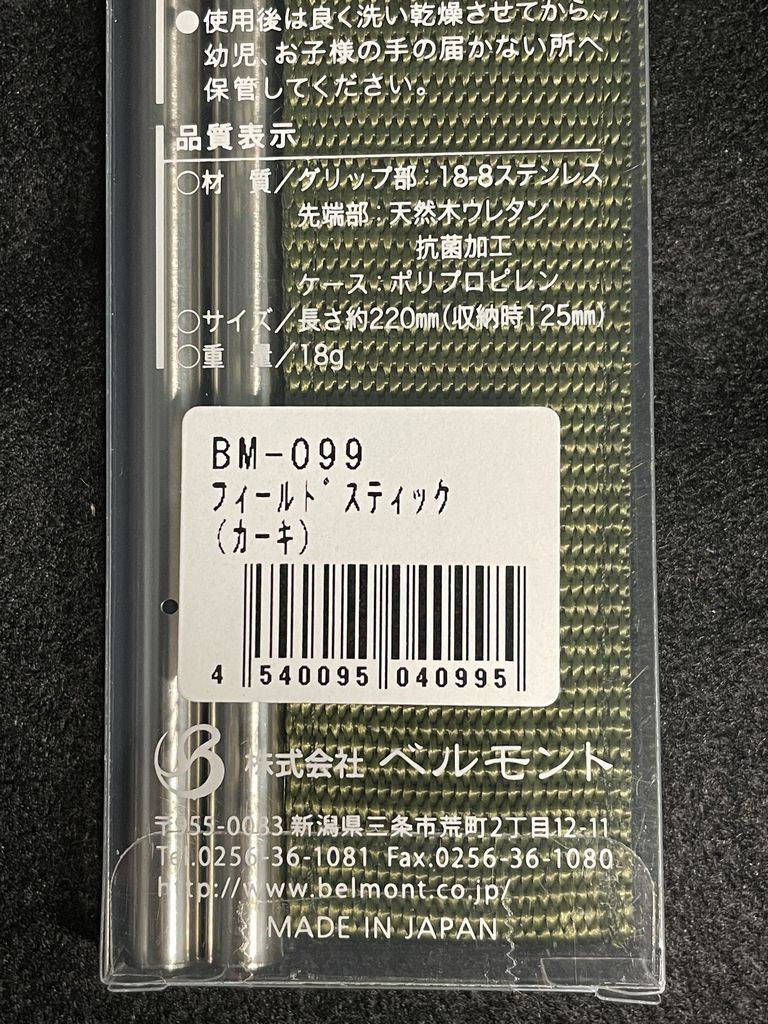 ●使用後は良く洗い乾燥させてから、
幼児、お子様の手の届かない所へ
保管してください。
品質表示
○材 質/グリップ部:18-8ステンレス
先端部:天然木ウレタン
抗菌加工
ケース:ポリプロピレン
○サイズ/長さ約220㎜(収納時125㎜)
○重 量/18g
BM-099
フィールドスティック
(カーキ)
4 540095 040995
B 株式会社 ベルモント
〒955-0033 新潟県三条市荒町2丁目12-11
Tel.0256-36-1081 Fax.0256-36-1080
http://www.belmont.co.jp/
MADE IN JAPAN